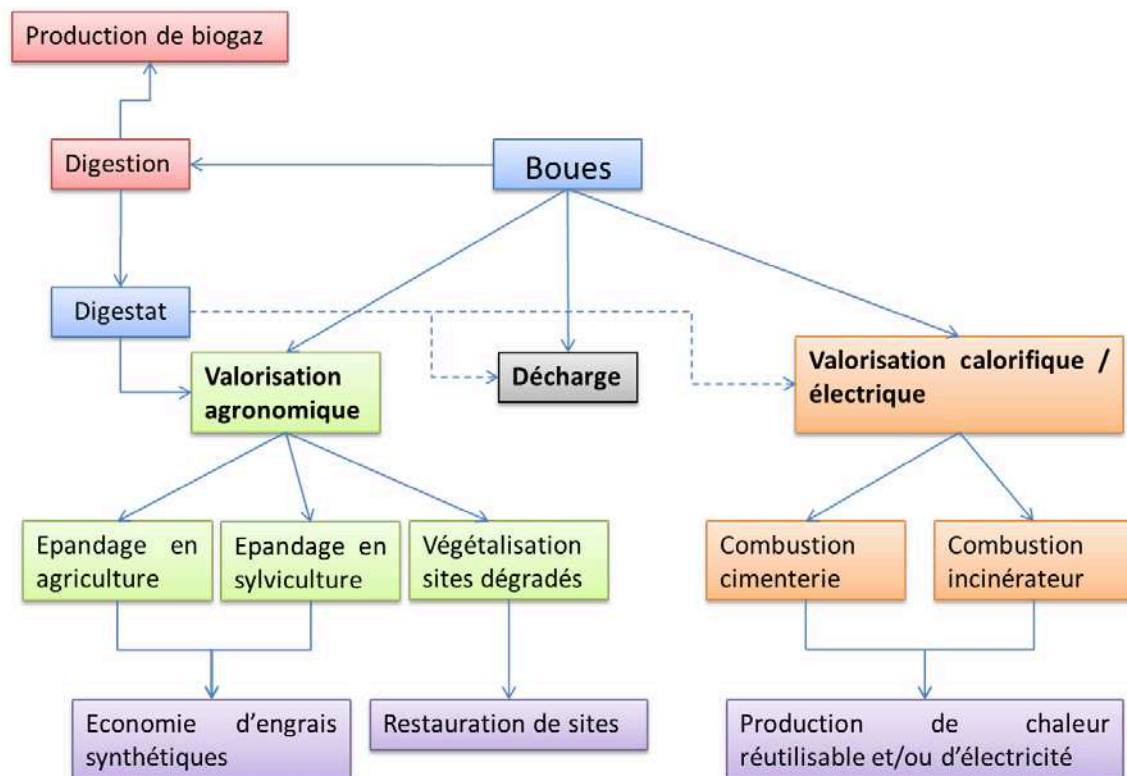 Production de biogaz
Digestion
Boues
Digestat
Valorisation
agronomique
Décharge
Valorisation calorifique /
électrique
Epandage en
agriculture
Epandage en
sylviculture
Végétalisation
sites dégradés
Combustion
cimenterie
Combustion
incinérateur
Economie d'engrais
synthétiques
Restauration de sites
Production de chaleur
réutilisable et/ou d'électricité